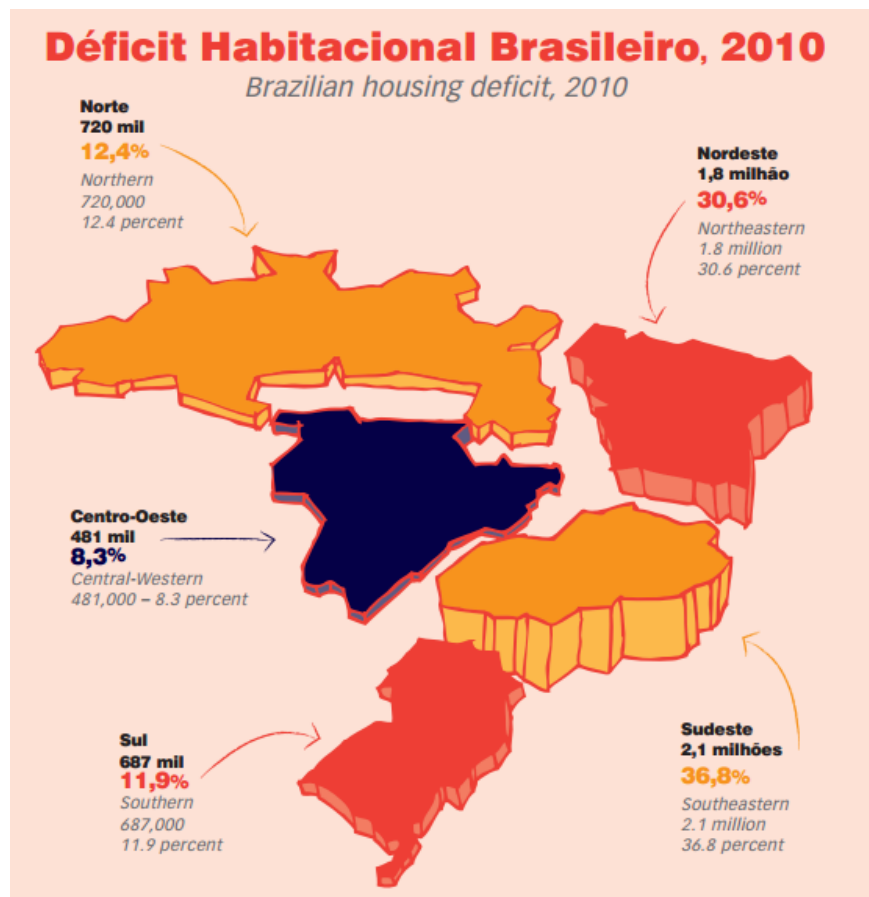 Déficit Habitacional Brasileiro, 2010
Brazilian housing deficit, 2010
Norte
720 mil
12,4%
Northern
720,000
12.4 percent
Nordeste
1,8 milhão
30,6%
Northeastern
1.8 million
30.6 percent
Centro-Oeste
481 mil
8,3%
Central-Western
481,000 – 8.3 percent
Sul
687 mil
11,9%
Southern
687,000
11.9 percent
Sudeste
2,1 milhões
36,8%
Southeastern
2.1 million
36.8 percent